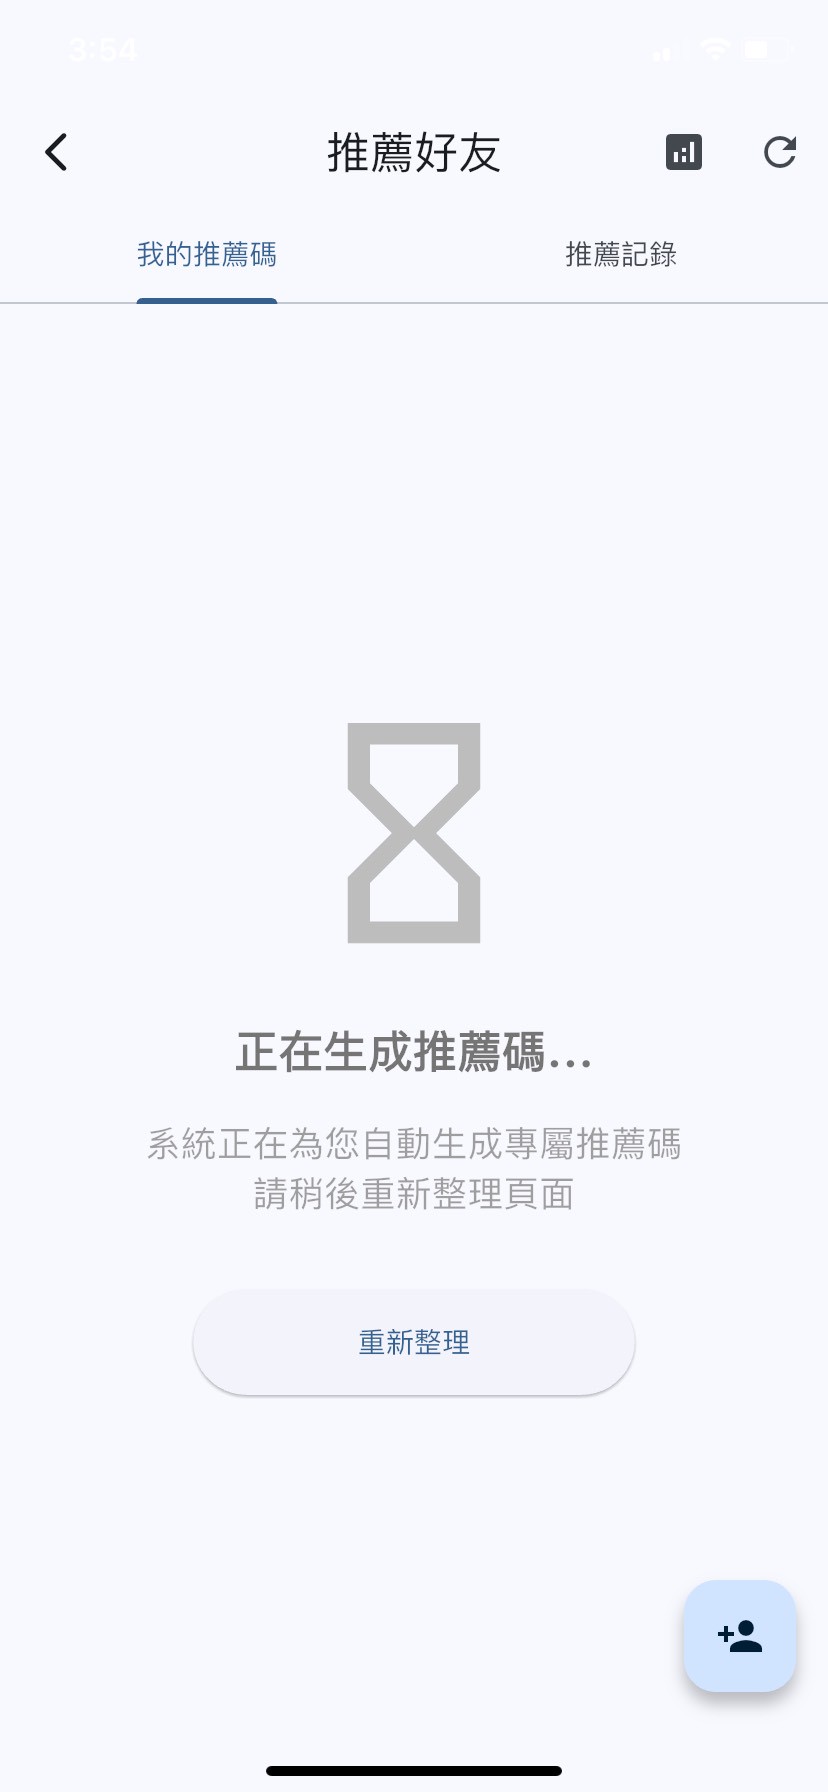 3:54
推薦好友
我的推薦碼
推薦記錄
正在生成推薦碼...
系統正在為您自動生成專屬推薦碼
請稍後重新整理頁面
重新整理